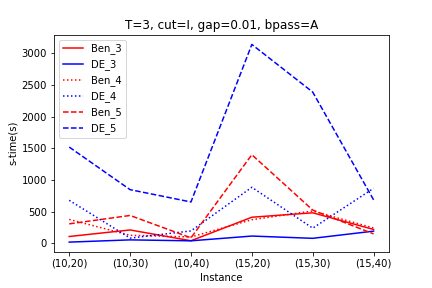 T=3, cut=I, gap=0.01, bpass=A
3000
2500
2000
1500
1000
500
0
s-time(s)
Ben_3
DE_3
Ben_4
DE_4
Ben_5
DE_5
(10,20) (10,30) (10,40) (15,20) (15,30) (15,40)
Instance